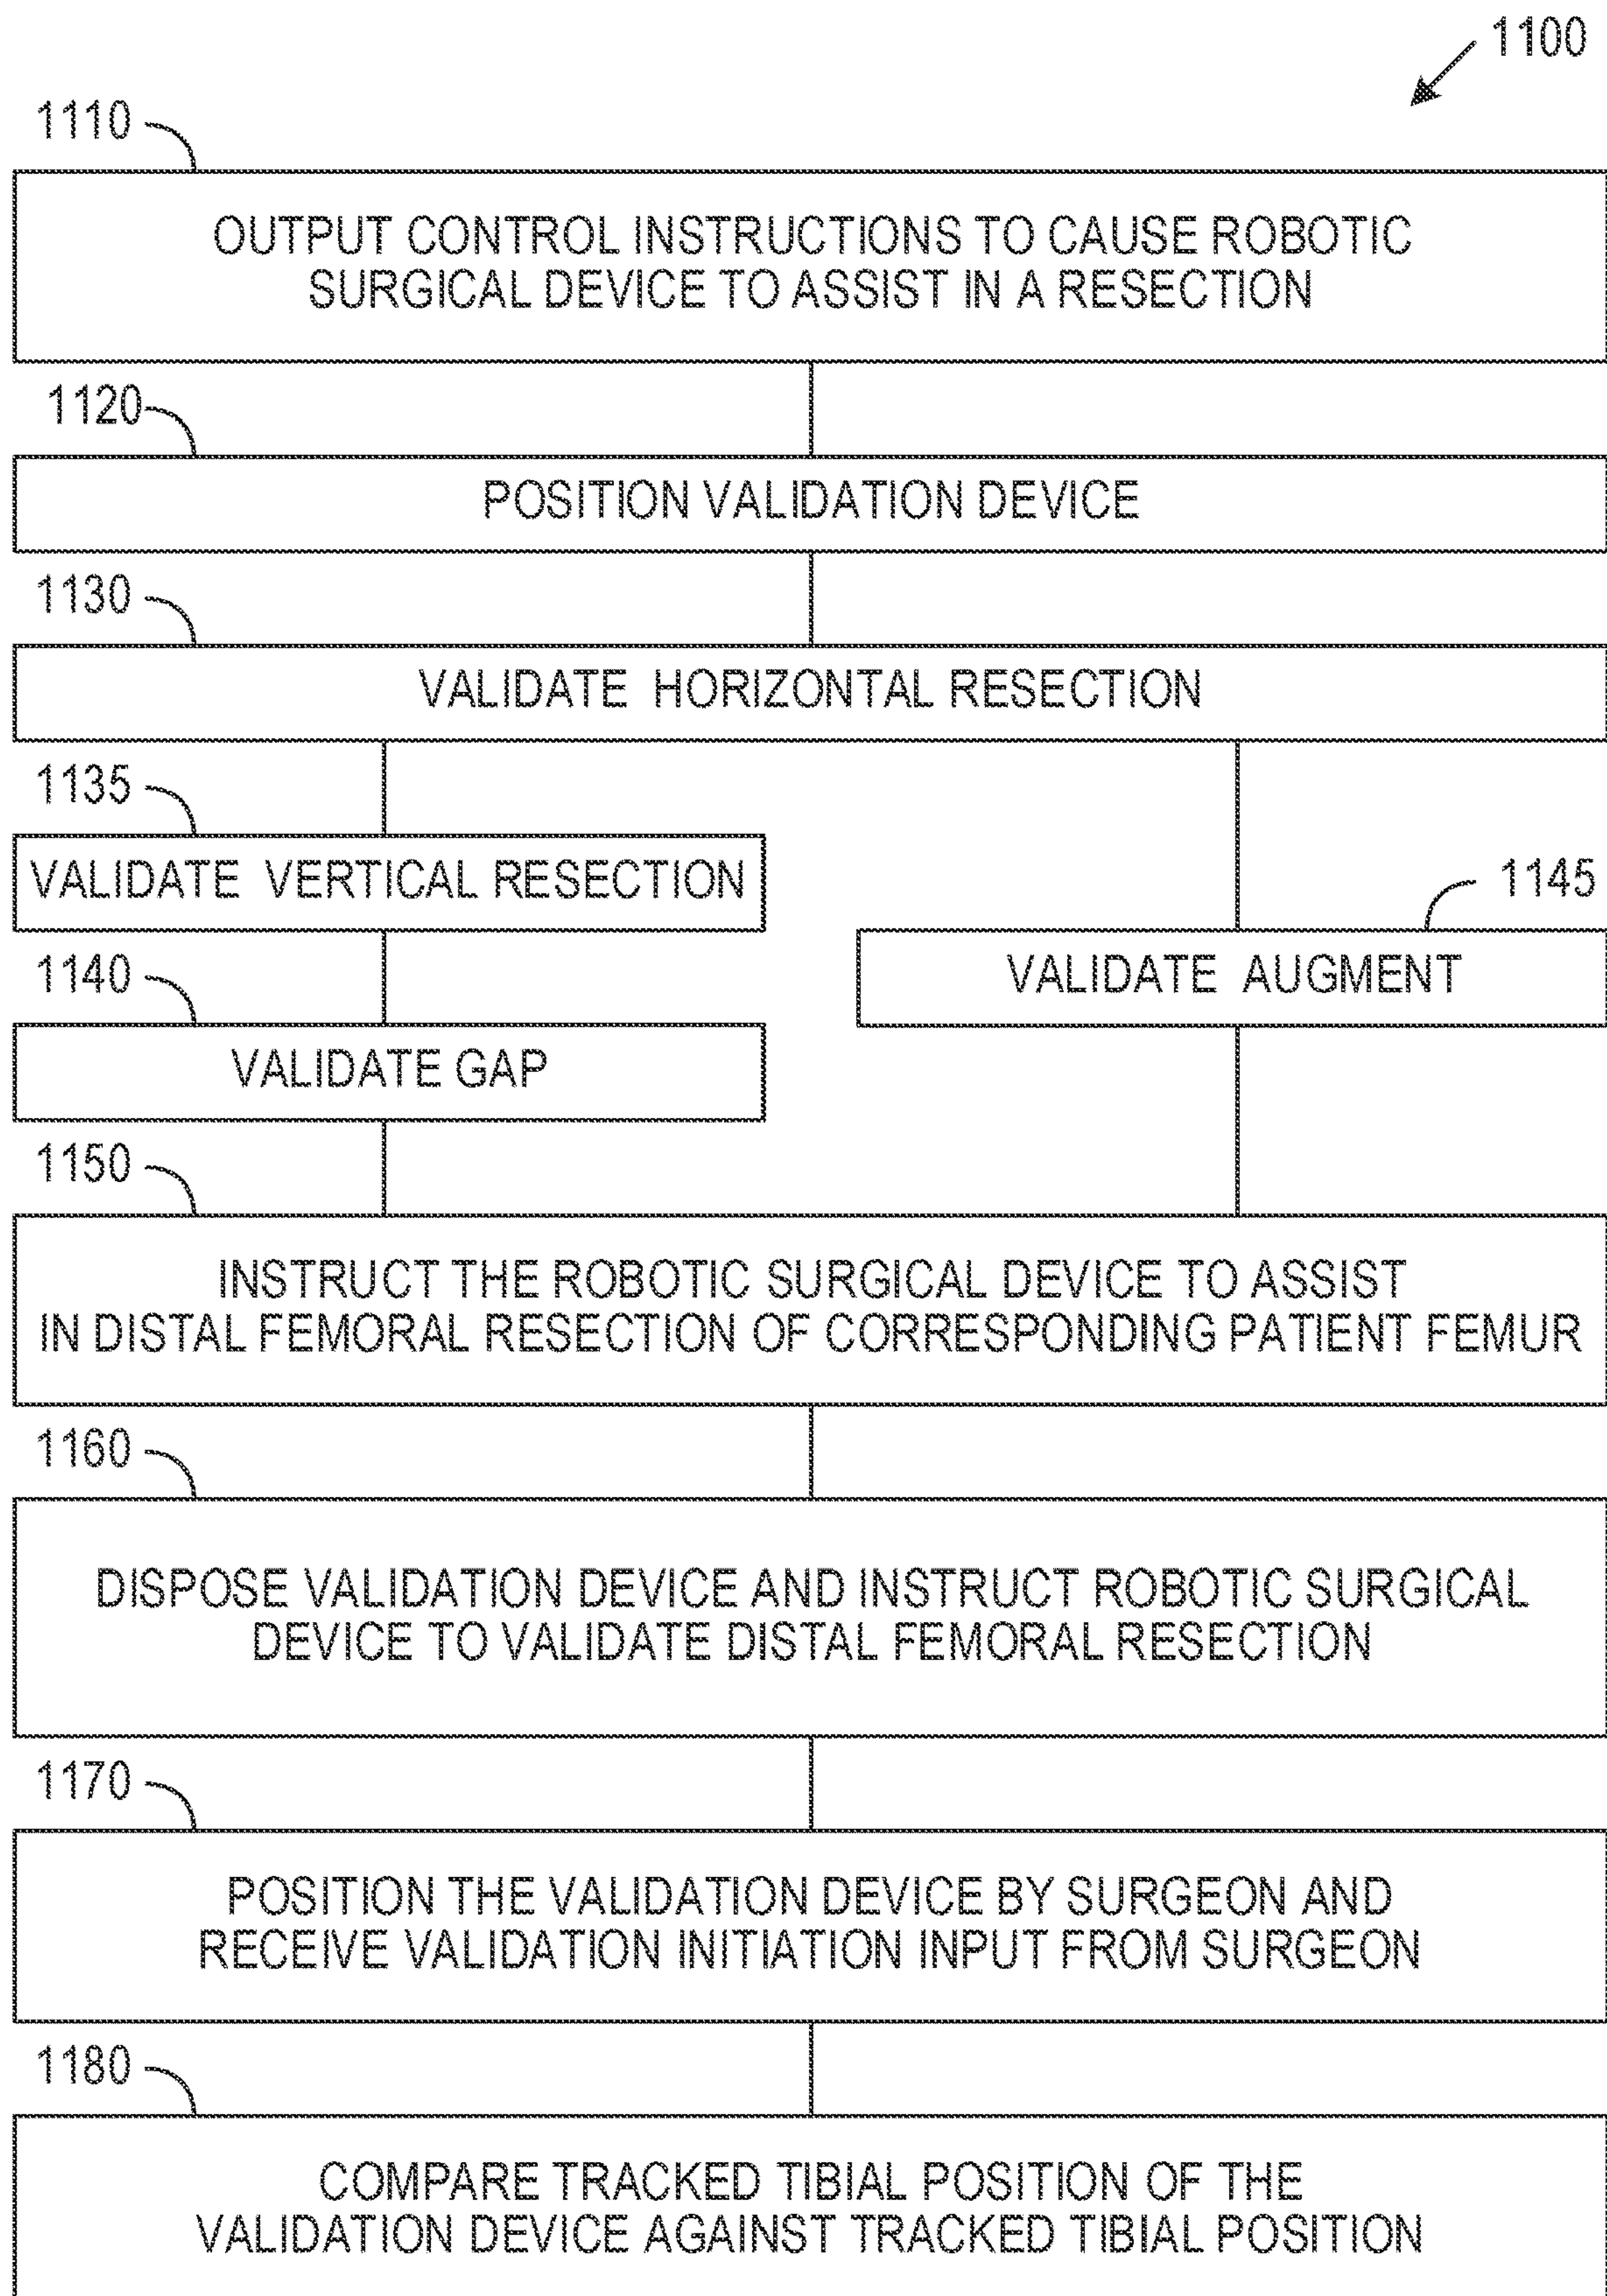 1100
1110
OUTPUT CONTROL INSTRUCTIONS TO CAUSE ROBOTIC
SURGICAL DEVICE TO ASSIST IN A RESECTION
1120
POSITION VALIDATION DEVICE
1130
VALIDATE HORIZONTAL RESECTION
1135
VALIDATE VERTICAL RESECTION
1145
VALIDATE AUGMENT
1140
VALIDATE GAP
1150
INSTRUCT THE ROBOTIC SURGICAL DEVICE TO ASSIST
IN DISTAL FEMORAL RESECTION OF CORRESPONDING PATIENT FEMUR
1160
DISPOSE VALIDATION DEVICE AND INSTRUCT ROBOTIC SURGICAL
DEVICE TO VALIDATE DISTAL FEMORAL RESECTION
1170
POSITION THE VALIDATION DEVICE BY SURGEON AND
RECEIVE VALIDATION INITIATION INPUT FROM SURGEON
1180
COMPARE TRACKED TIBIAL POSITION OF THE
VALIDATION DEVICE AGAINST TRACKED TIBIAL POSITION